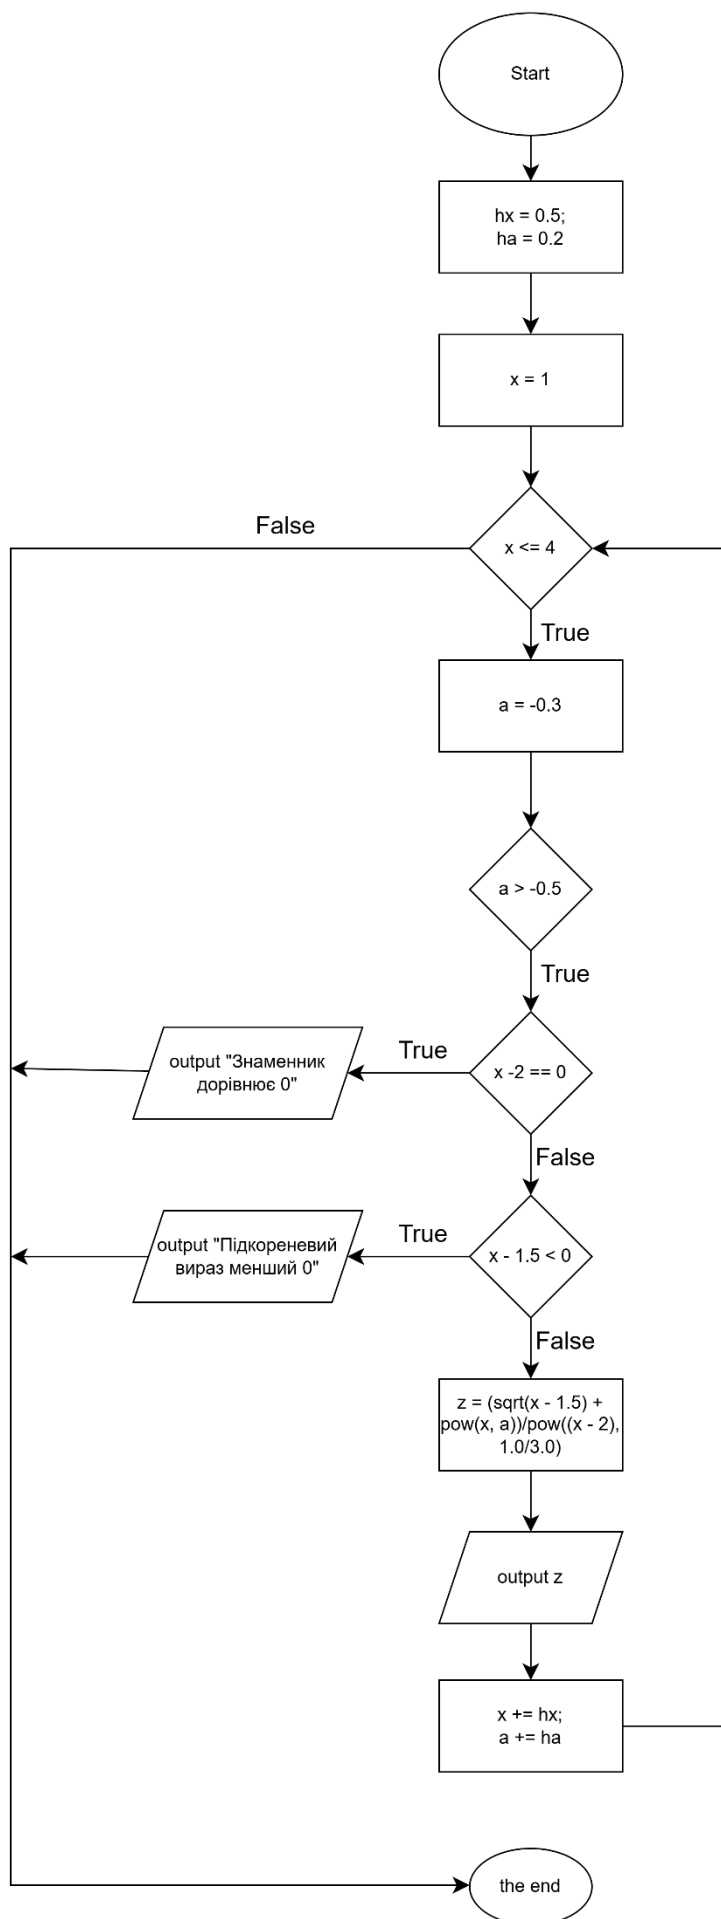 Start
hx = 0.5;
ha = 0.2
x = 1
False
x <= 4
True
a = -0.3
a > -0.5
True
output "Знаменник
дорівнює 0"
True
x -2 == 0
False
output "Підкореневий
вираз менший 0"
True
x - 1.5 < 0
False
z = (sqrt(x - 1.5) +
pow(x, a))/pow((x - 2),
1.0/3.0)
output z
x += hx;
a += ha
the end